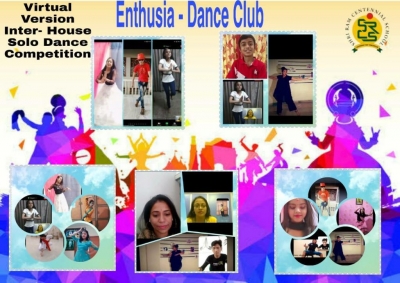 Virtual
Version
Inter- House
Solo Dance
Competition
Enthusia - Dance Club